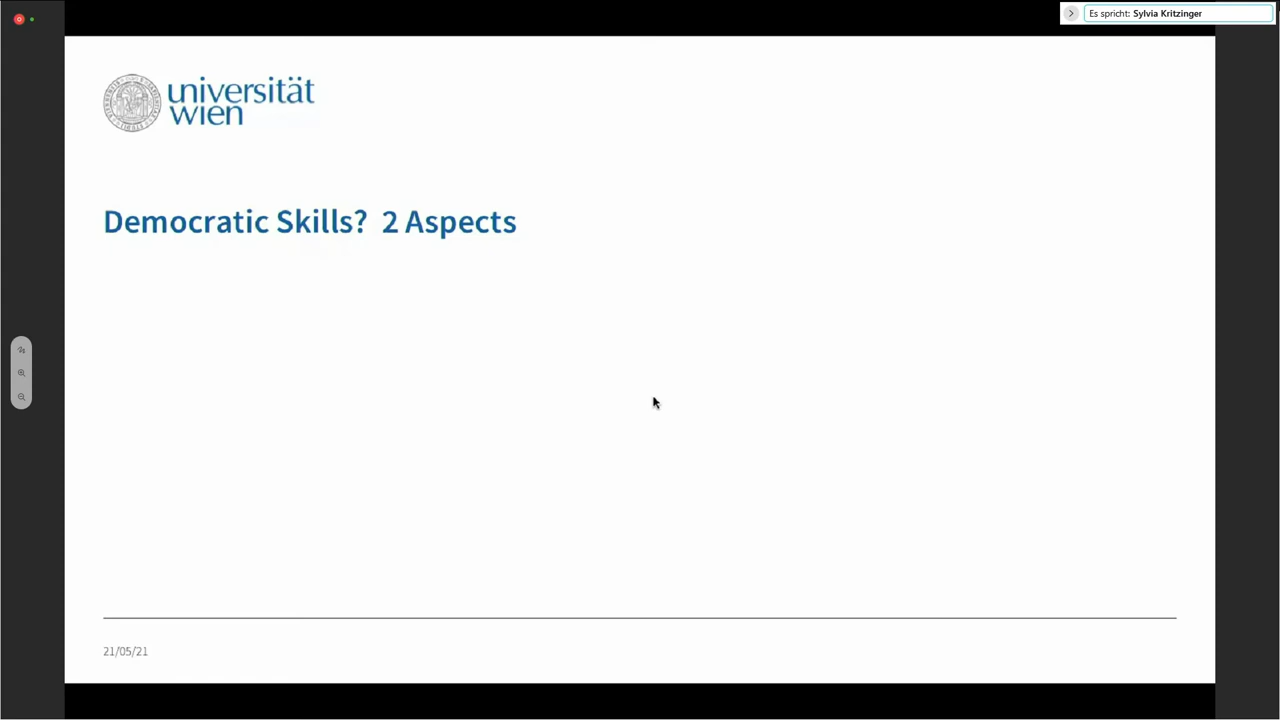 Es spricht: Sylvia Kritzinger
universität
wien
Democratic Skills? 2 Aspects
21/05/21